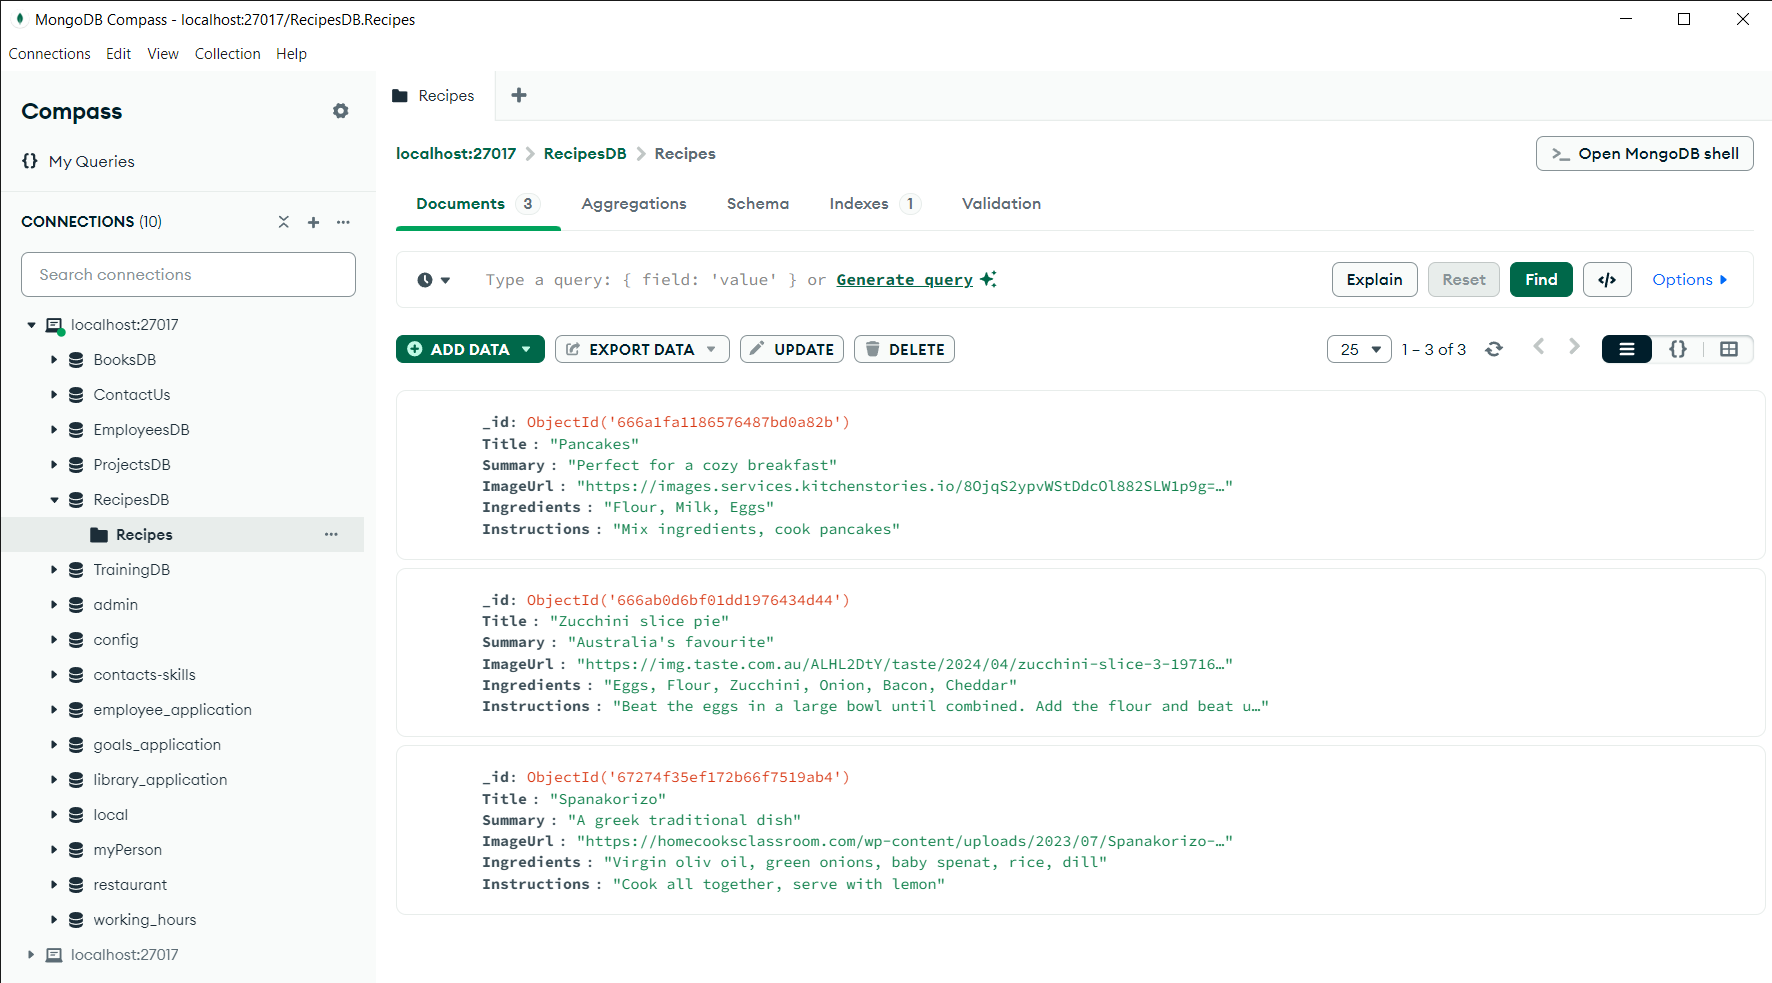 MongoDB Compass - localhost:27017/RecipesDB.Recipes
Connections Edit View Collection Help
Compass
{} My Queries
CONNECTIONS (10)
Search connections
localhost:27017
BooksDB
ContactUs
EmployeesDB
ProjectsDB
RecipesDB
Recipes
TrainingDB
admin
config
contacts-skills
employee_application
goals_application
library_application
local
myPerson
restaurant
working_hours
localhost:27017
Recipes
localhost:27017 > RecipesDB > Recipes
>_ Open MongoDB shell
Documents 3 Aggregations Schema Indexes 1 Validation
Type a query: { field: 'value' } or Generate query
Explain Reset Find </> Options
ADD DATA EXPORT DATA UPDATE DELETE
25 1 – 3 of 3 {}
_id: ObjectId('666a1fa1186576487bd0a82b')
Title : "Pancakes"
Summary : "Perfect for a cozy breakfast"
ImageUrl : "https://images.services.kitchenstories.io/8OjqS2ypvWStDdcOl882SLW1p9g=…"
Ingredients : "Flour, Milk, Eggs"
Instructions : "Mix ingredients, cook pancakes"
_id: ObjectId('666ab0d6bf01dd1976434d44')
Title : "Zucchini slice pie"
Summary : "Australia's favourite"
ImageUrl : "https://img.taste.com.au/ALHL2DtY/taste/2024/04/zucchini-slice-3-19716…"
Ingredients : "Eggs, Flour, Zucchini, Onion, Bacon, Cheddar"
Instructions : "Beat the eggs in a large bowl until combined. Add the flour and beat u…"
_id: ObjectId('67274f35ef172b66f7519ab4')
Title : "Spanakorizo"
Summary : "A greek traditional dish"
ImageUrl : "https://homecooksclassroom.com/wp-content/uploads/2023/07/Spanakorizo-…"
Ingredients : "Virgin oliv oil, green onions, baby spenat, rice, dill"
Instructions : "Cook all together, serve with lemon"